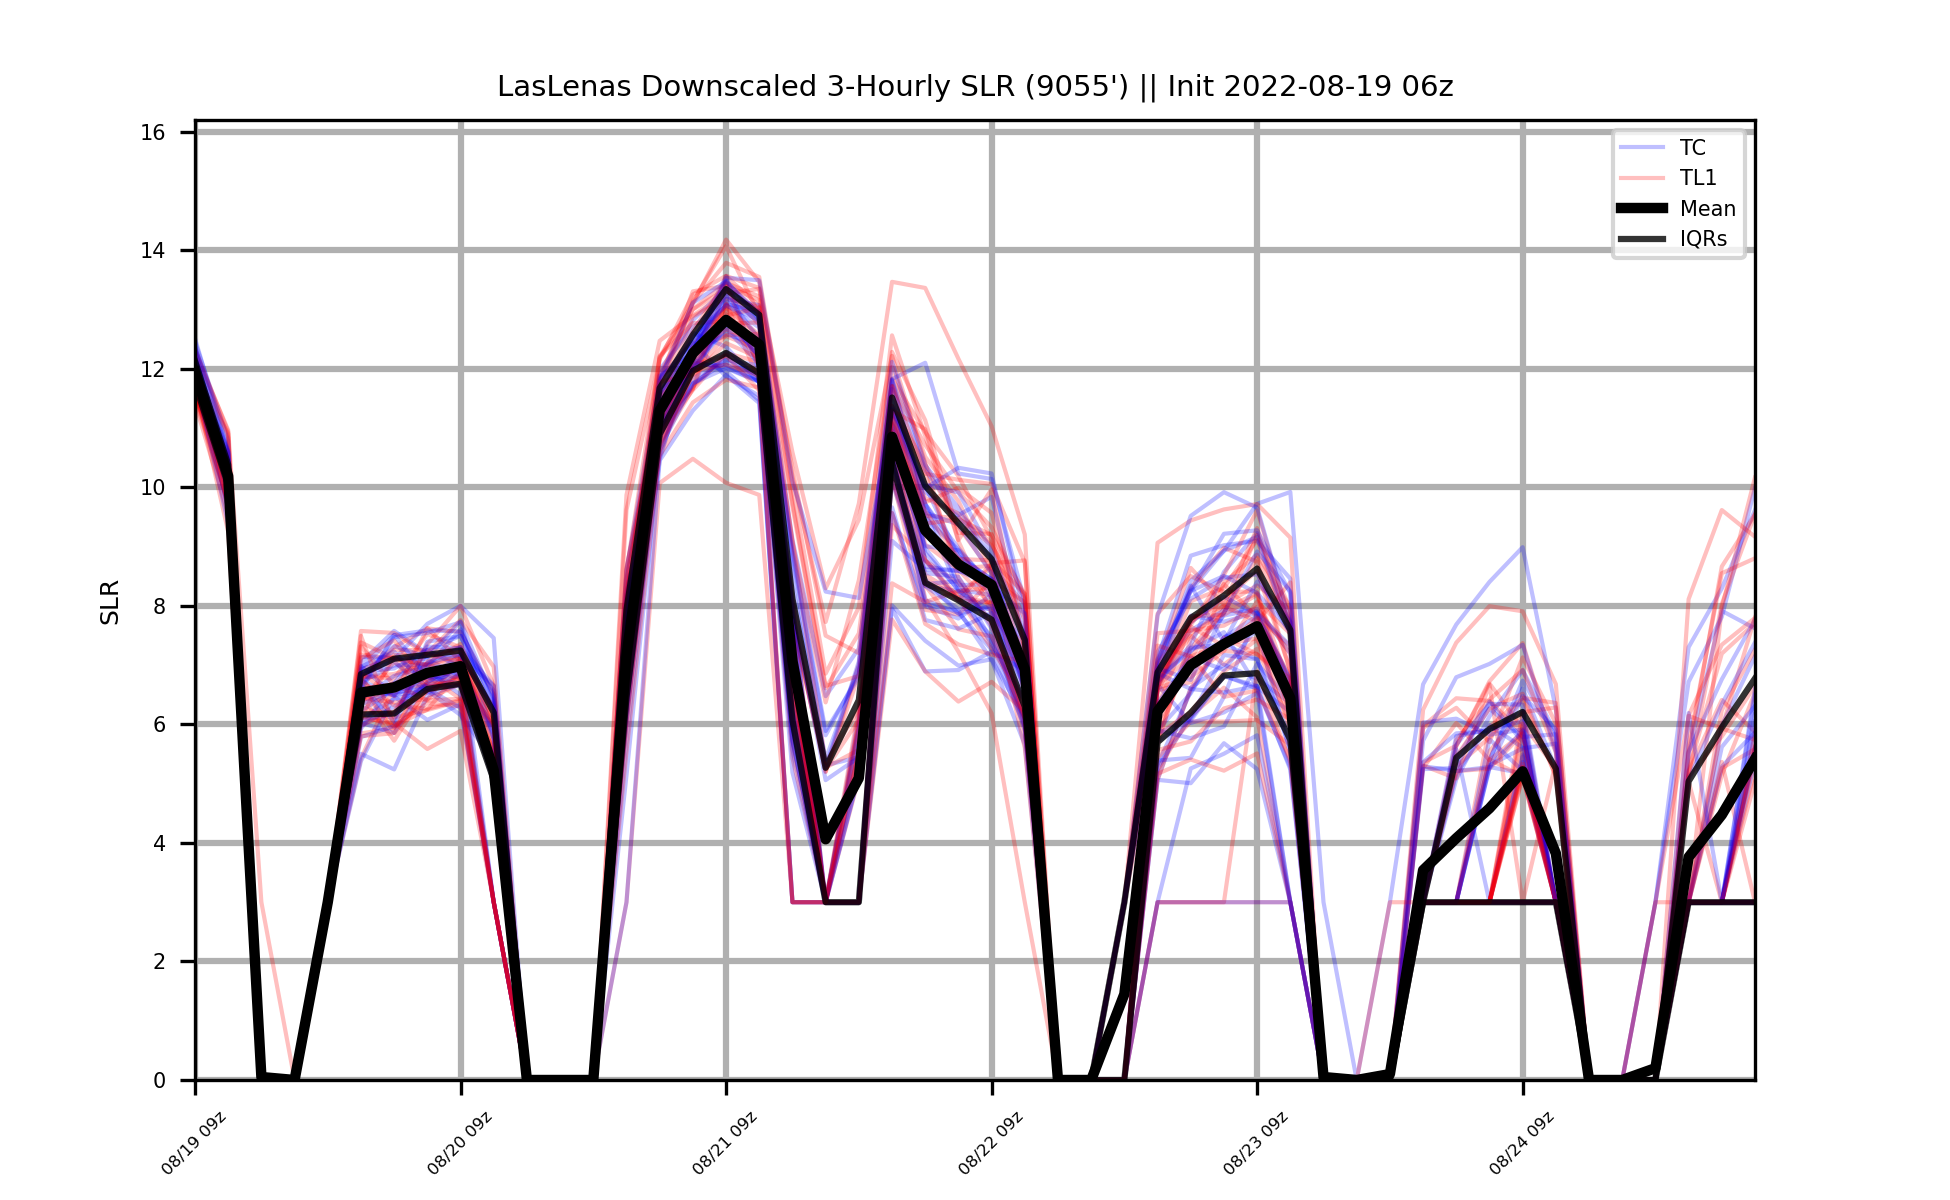 LasLenas Downscaled 3-Hourly SLR (9055') || Init 2022-08-19 06z
16
14
12
10
8
6
4
2
0
SLR
TC
TL1
Mean
IQRs
08/19 09z
08/20 09z
08/21 09z
08/22 09z
08/23 09z
08/24 09z